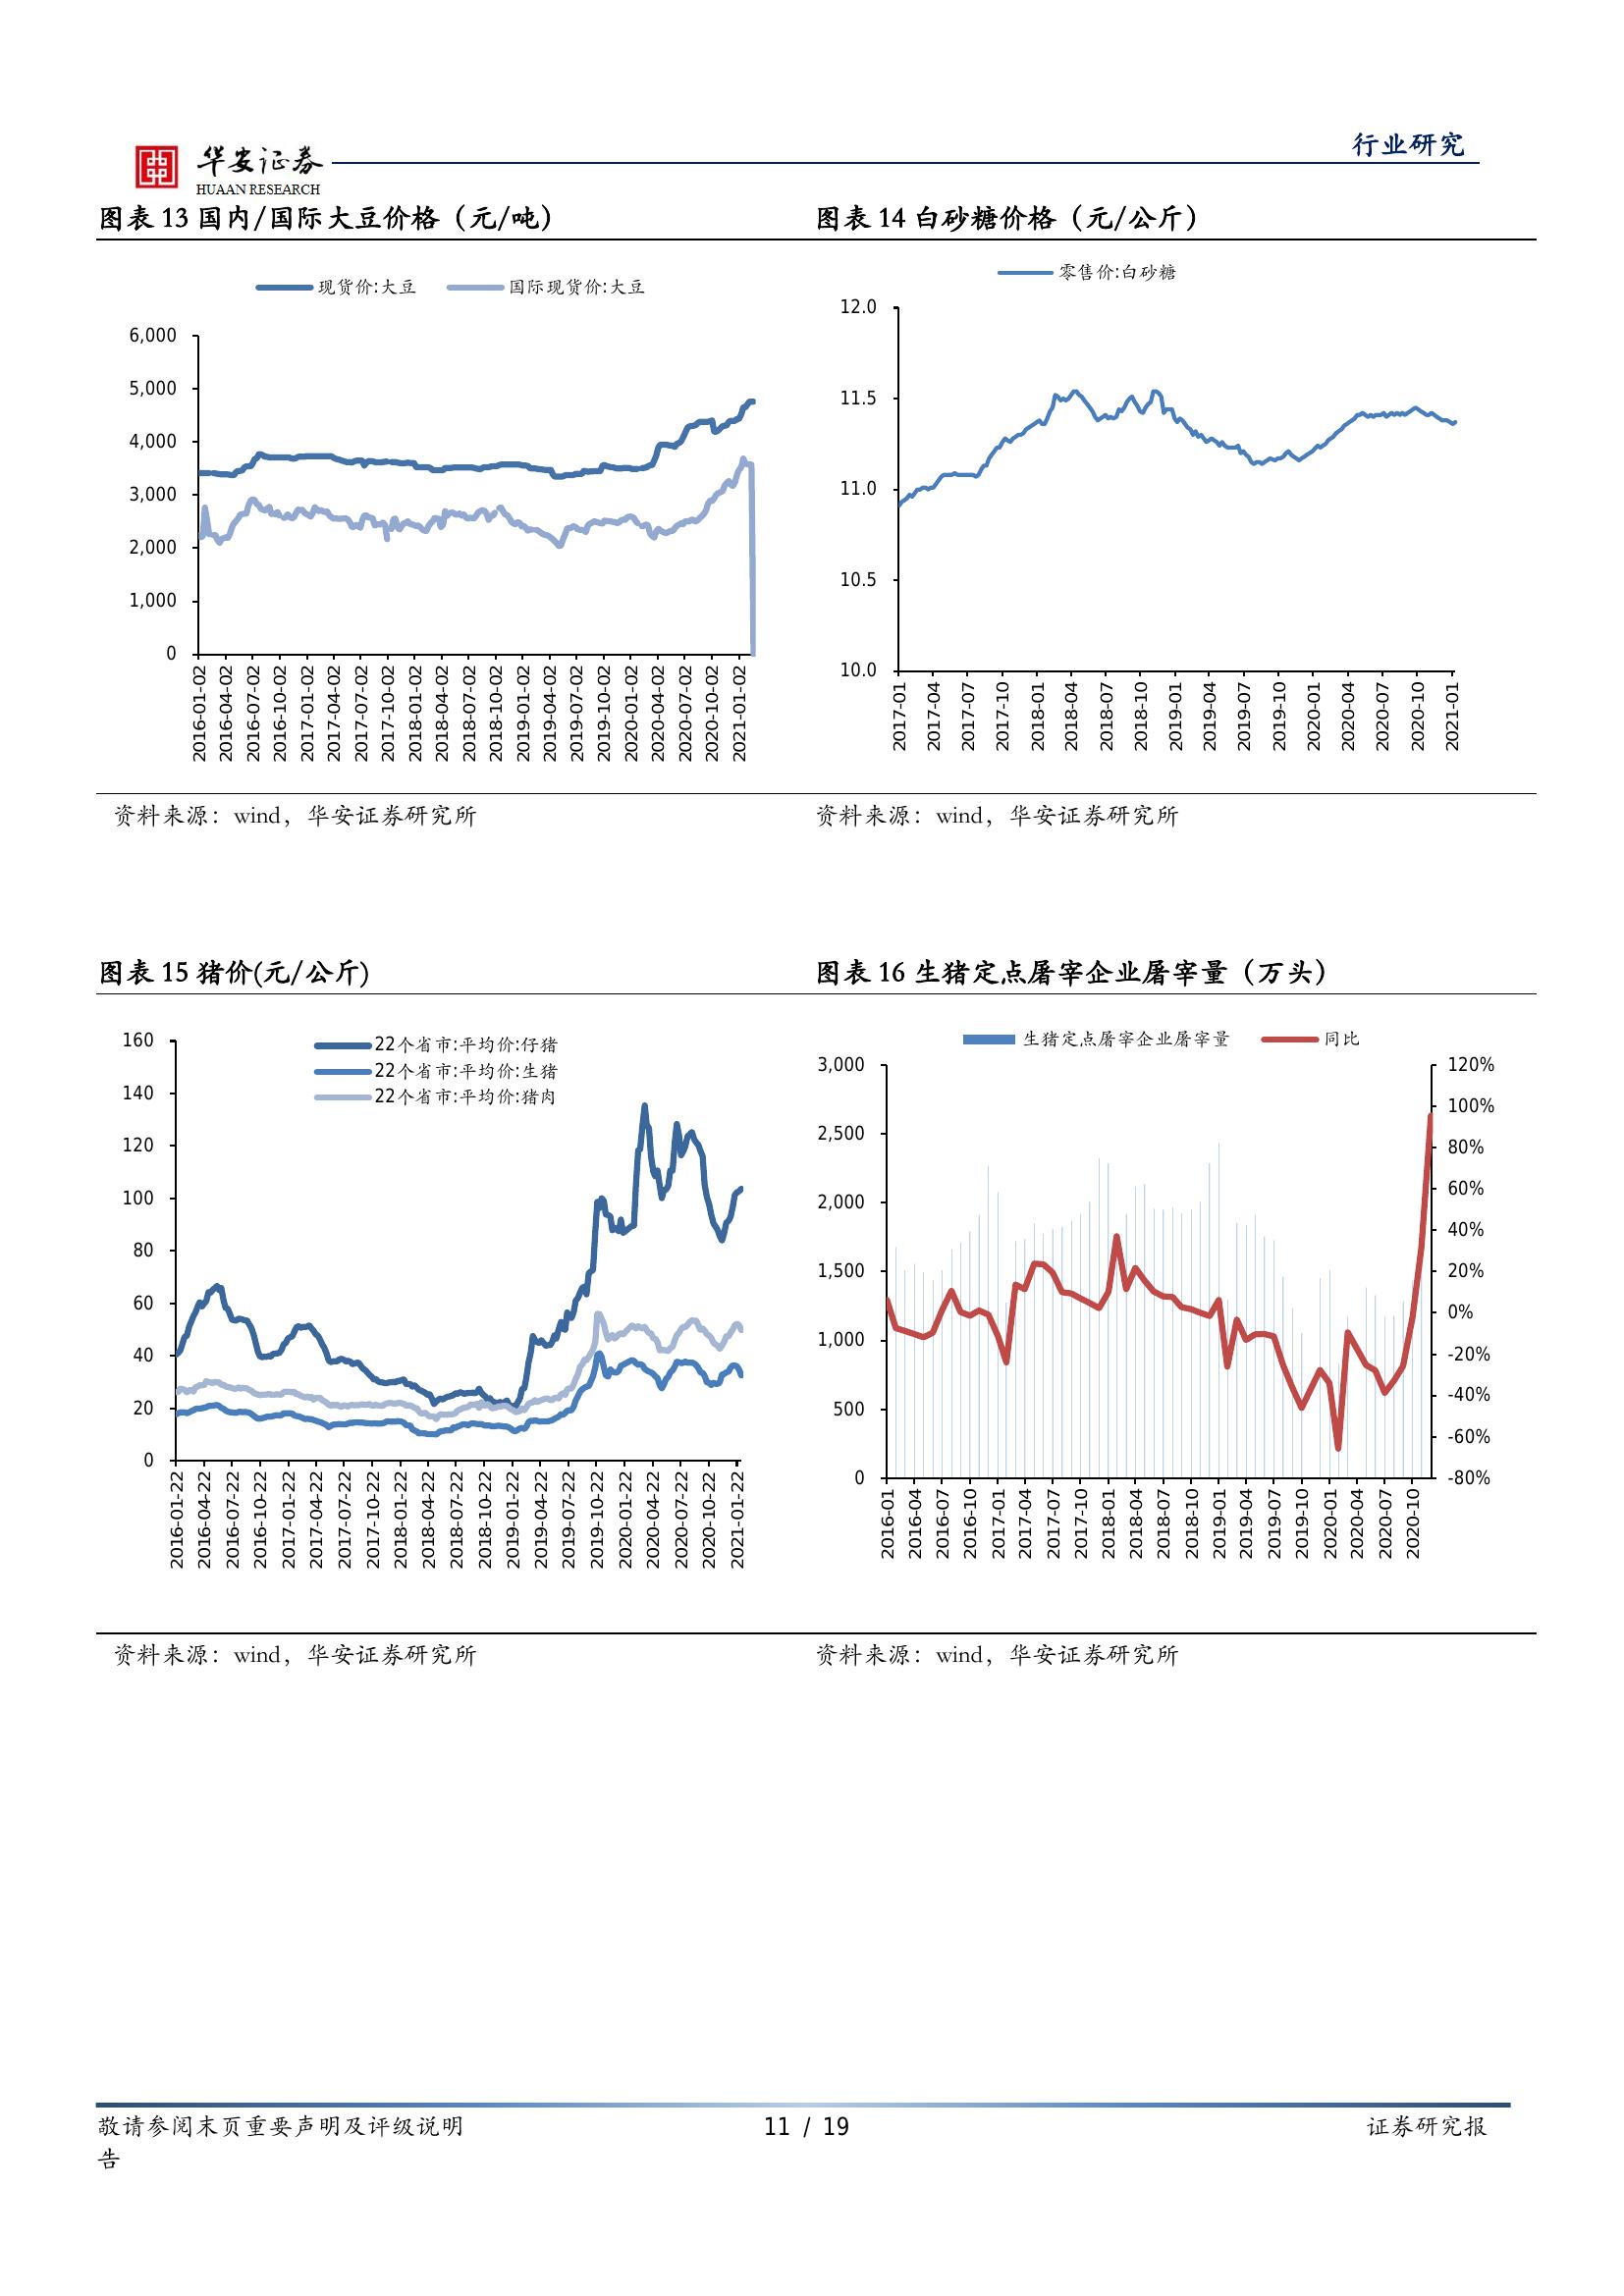 行业研究
华安证券
HUAAN RESEARCH
图表 13 国内/国际大豆价格（元/吨）
现货价:大豆 国际现货价:大豆
6,000
5,000
4,000
3,000
2,000
1,000
0
2016-01-02 2016-04-02 2016-07-02 2016-10-02 2017-01-02 2017-04-02 2017-07-02 2017-10-02 2018-01-02 2018-04-02 2018-07-02 2018-10-02 2019-01-02 2019-04-02 2019-07-02 2019-10-02 2020-01-02 2020-04-02 2020-07-02 2020-10-02 2021-01-02
资料来源：wind，华安证券研究所
图表 14 白砂糖价格（元/公斤）
零售价:白砂糖
12.0
11.5
11.0
10.5
10.0
2017-01 2017-04 2017-07 2017-10 2018-01 2018-04 2018-07 2018-10 2019-01 2019-04 2019-07 2019-10 2020-01 2020-04 2020-07 2020-10 2021-01
资料来源：wind，华安证券研究所
图表 15 猪价(元/公斤)
22个省市:平均价:仔猪
22个省市:平均价:生猪
22个省市:平均价:猪肉
160
140
120
100
80
60
40
20
0
2016-01-22 2016-04-22 2016-07-22 2016-10-22 2017-01-22 2017-04-22 2017-07-22 2017-10-22 2018-01-22 2018-04-22 2018-07-22 2018-10-22 2019-01-22 2019-04-22 2019-07-22 2019-10-22 2020-01-22 2020-04-22 2020-07-22 2020-10-22 2021-01-22
资料来源：wind，华安证券研究所
图表 16 生猪定点屠宰企业屠宰量（万头）
生猪定点屠宰企业屠宰量 同比
3,000
2,500
2,000
1,500
1,000
500
0
120%
100%
80%
60%
40%
20%
0%
-20%
-40%
-60%
-80%
2016-01 2016-04 2016-07 2016-10 2017-01 2017-04 2017-07 2017-10 2018-01 2018-04 2018-07 2018-10 2019-01 2019-04 2019-07 2019-10 2020-01 2020-04 2020-07 2020-10
资料来源：wind，华安证券研究所
敬请参阅末页重要声明及评级说明 11 / 19 证券研究报
告